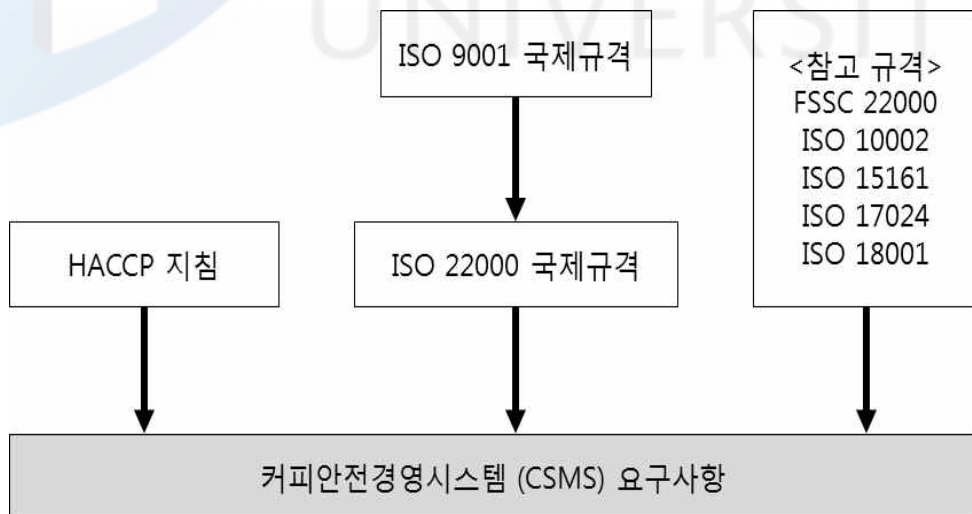 UNIVERSIT
ISO 9001 국제규격
<참고 규격>
FSSC 22000
ISO 10002
ISO 15161
ISO 17024
ISO 18001
HACCP 지침
ISO 22000 국제규격
커피안전경영시스템 (CSMS) 요구사항